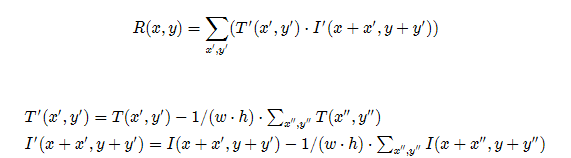 R(x, y) = ∑_{x′,y′} (T′(x′, y′) · I′(x + x′, y + y′))
T′(x′, y′) = T(x′, y′) − 1/(w · h) · ∑_{x″,y″} T(x″, y″)
I′(x + x′, y + y′) = I(x + x′, y + y′) − 1/(w · h) · ∑_{x″,y″} I(x + x″, y + y″)